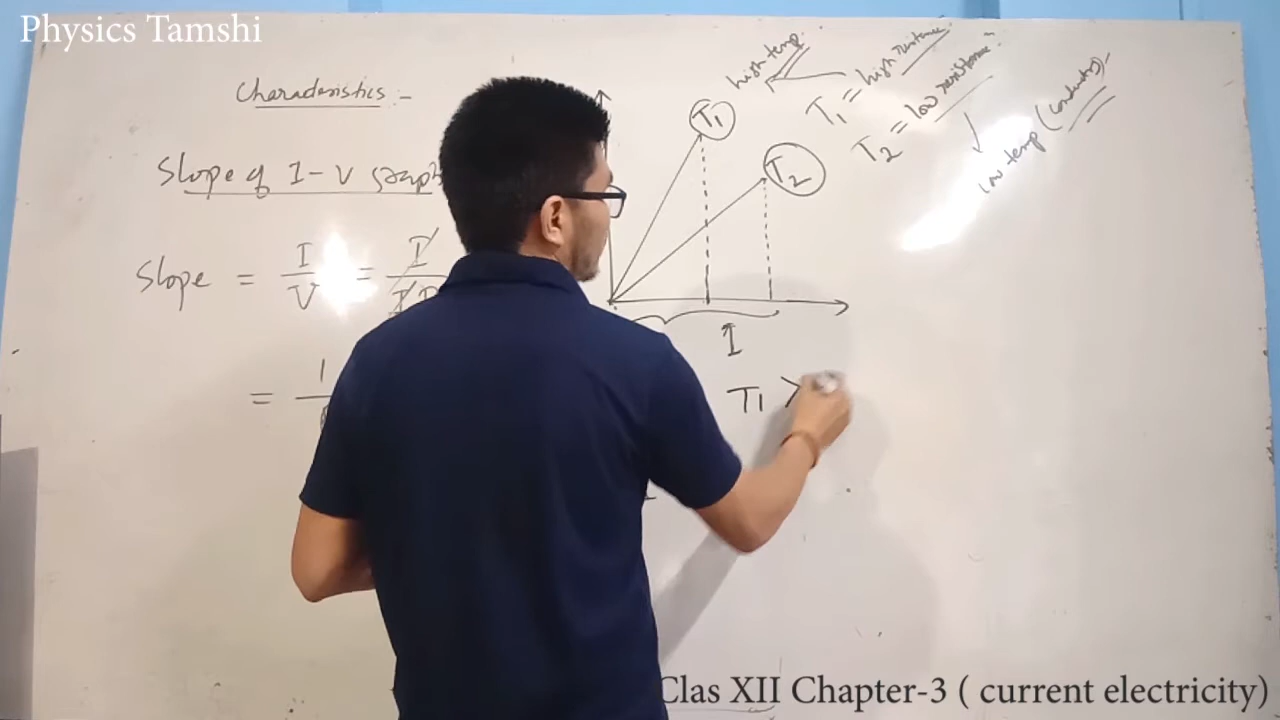 Physics Tamshi
Characteristics :-
Slope of I-V graph
Slope = I/V = I/I
= 1
high temp.
T1
T2
T1 = high resistance
T2 = low resistance
low temp (conductors)
I
T1 >
Clas XII Chapter-3 ( current electricity)